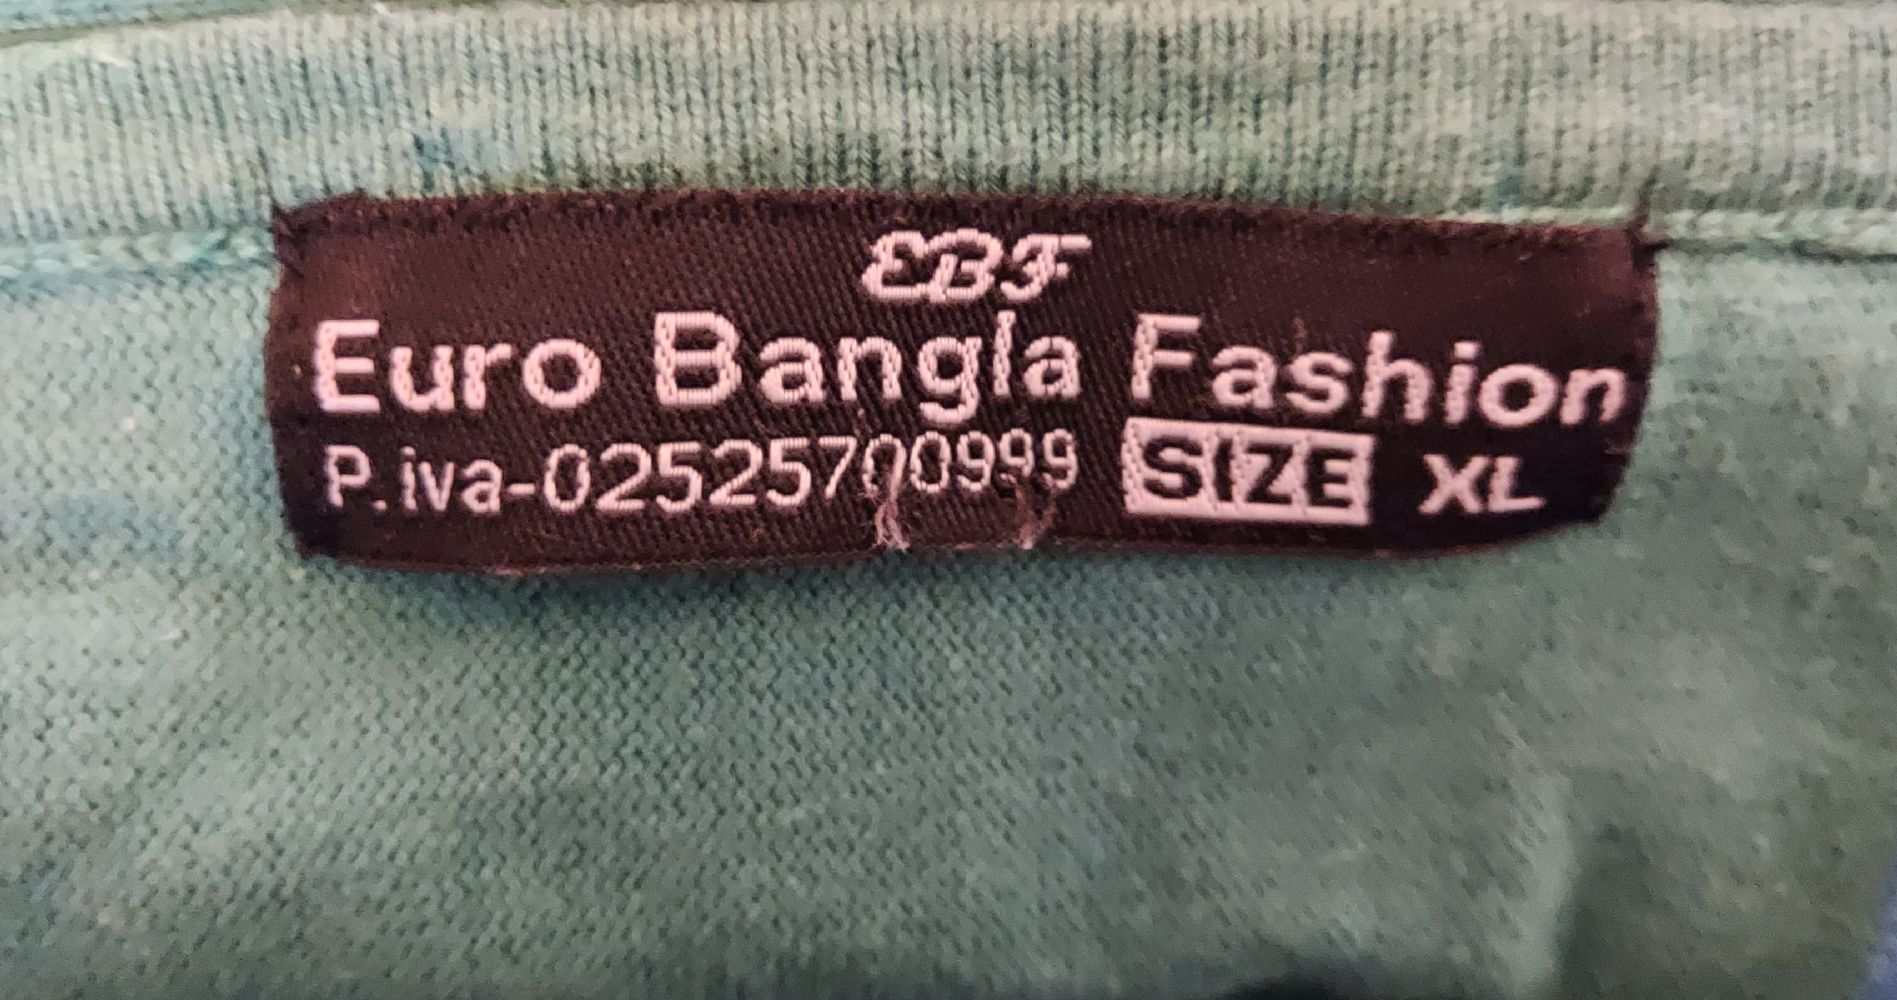 EBF
Euro Bangla Fashion
P.iva-02525700999 SIZE XL